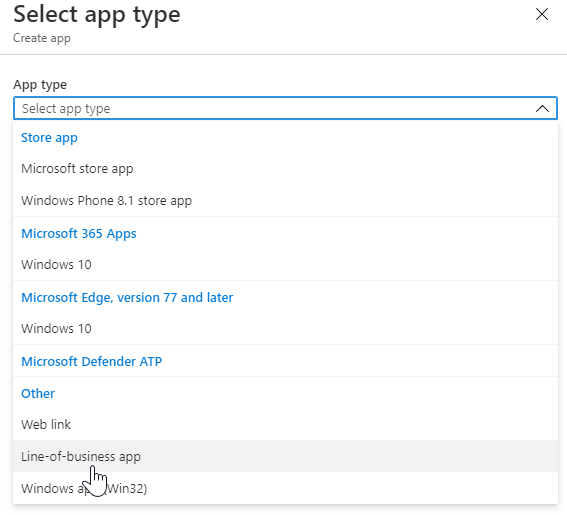 Select app type
Create app
App type
Select app type
Store app
Microsoft store app
Windows Phone 8.1 store app
Microsoft 365 Apps
Windows 10
Microsoft Edge, version 77 and later
Windows 10
Microsoft Defender ATP
Other
Web link
Line-of-business app
Windows app (Win32)